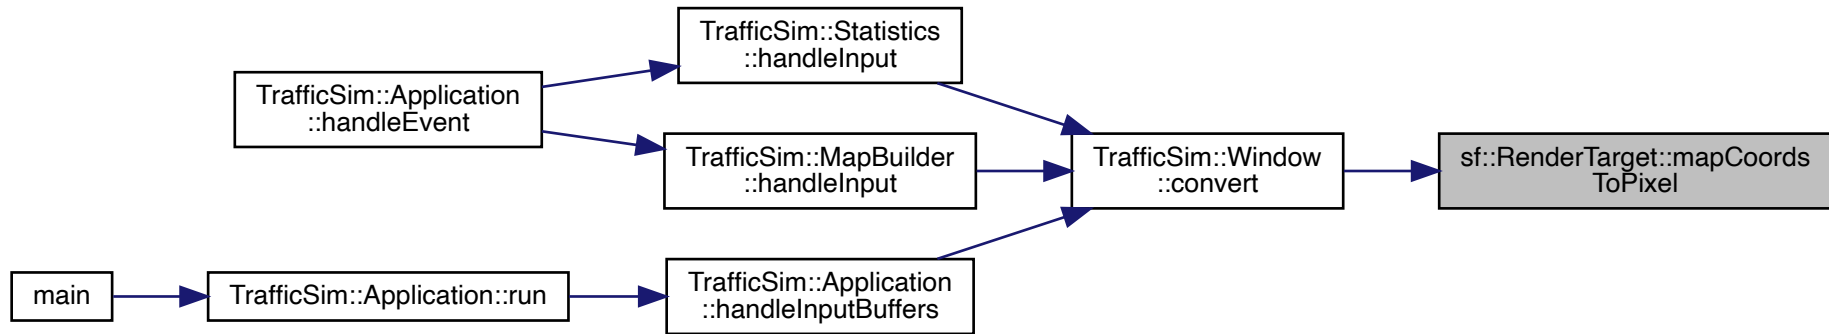 TrafficSim::Statistics
::handleInput
TrafficSim::Application
::handleEvent
TrafficSim::MapBuilder
::handleInput
TrafficSim::Window
::convert
sf::RenderTarget::mapCoords
ToPixel
main
TrafficSim::Application::run
TrafficSim::Application
::handleInputBuffers